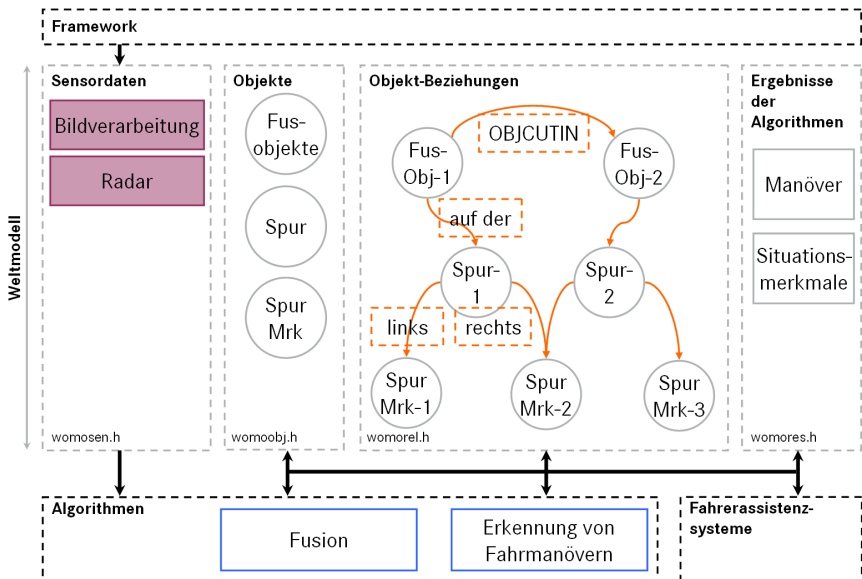 Framework
Weltmodell
Sensordaten
Bildverarbeitung
Radar
womosen.h
Objekte
Fus-
objekte
Spur
Spur
Mrk
womoobj.h
Objekt-Beziehungen
OBJCUTIN
Fus-
Obj-1
Fus-
Obj-2
auf der
Spur-
1
Spur-
2
links
rechts
Spur
Mrk-1
Spur
Mrk-2
Spur
Mrk-3
womorel.h
Ergebnisse
der
Algorithmen
Manöver
Situations-
merkmale
womores.h
Algorithmen
Fusion
Erkennung von
Fahrmanövern
Fahrerassistenz-
systeme